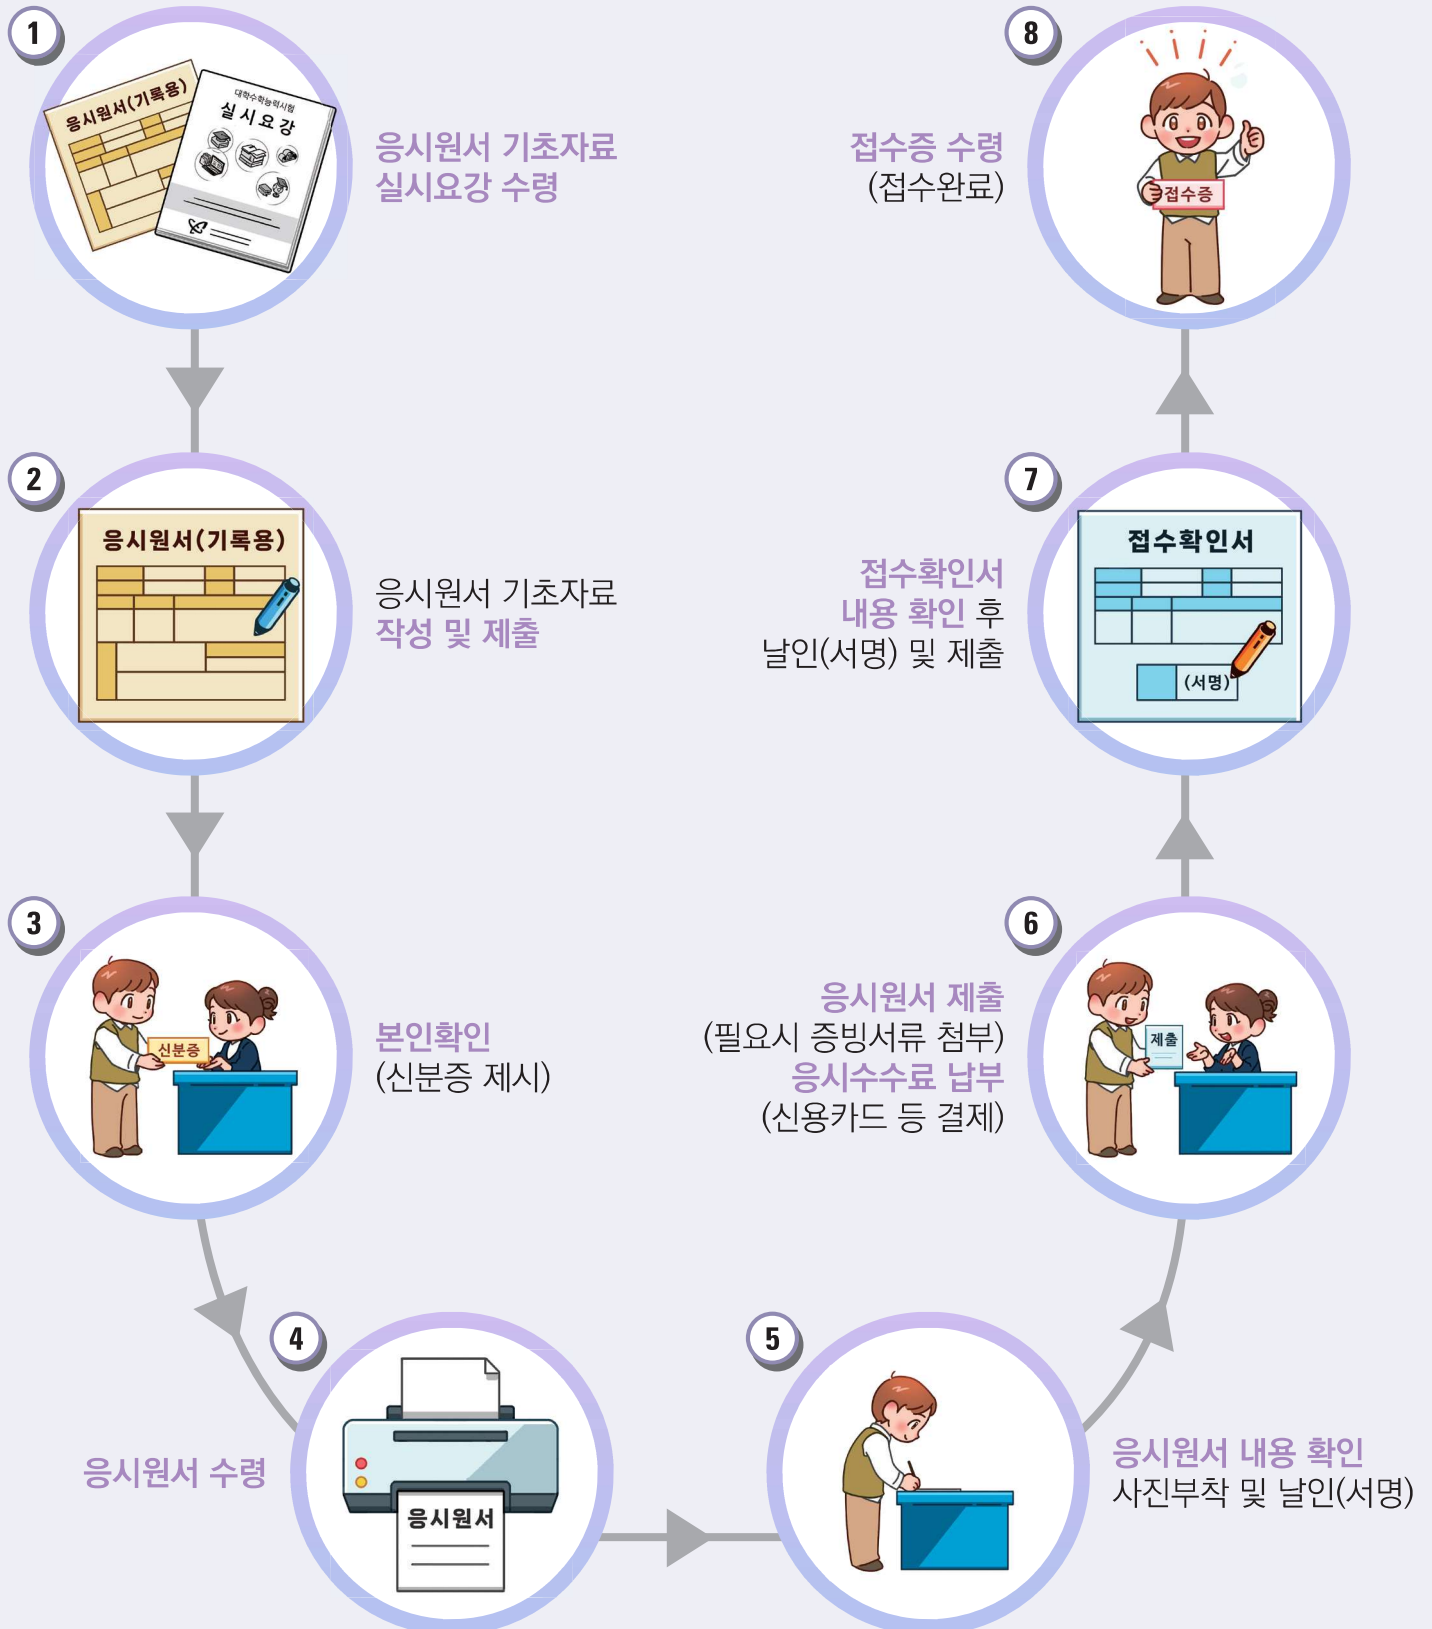 1
응시원서(기록용)
대학수학능력시험
실시요강
응시원서 기초자료
실시요강 수령
2
응시원서(기록용)
응시원서 기초자료
작성 및 제출
3
신분증
본인확인
(신분증 제시)
4
응시원서
응시원서 수령
5
응시원서 내용 확인
사진부착 및 날인(서명)
6
제출
응시원서 제출
(필요시 증빙서류 첨부)
응시수수료 납부
(신용카드 등 결제)
7
접수확인서
(서명)
접수확인서
내용 확인 후
날인(서명) 및 제출
8
접수증
접수증 수령
(접수완료)